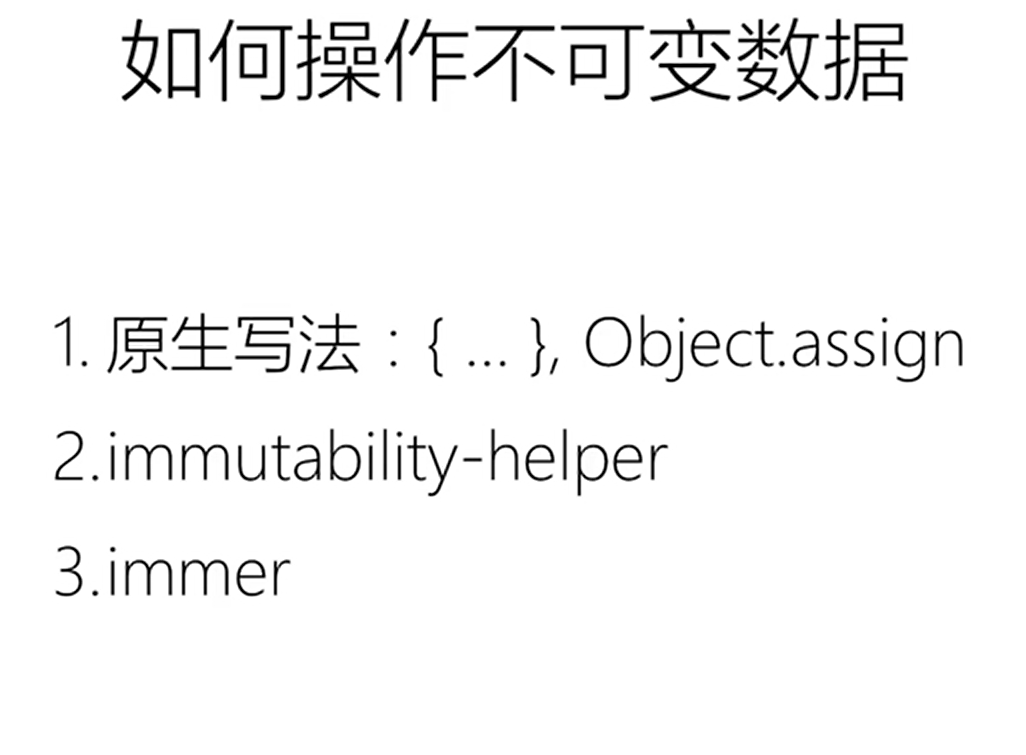 如何操作不可变数据
1. 原生写法：{ ... }, Object.assign
2.immutability-helper
3.immer